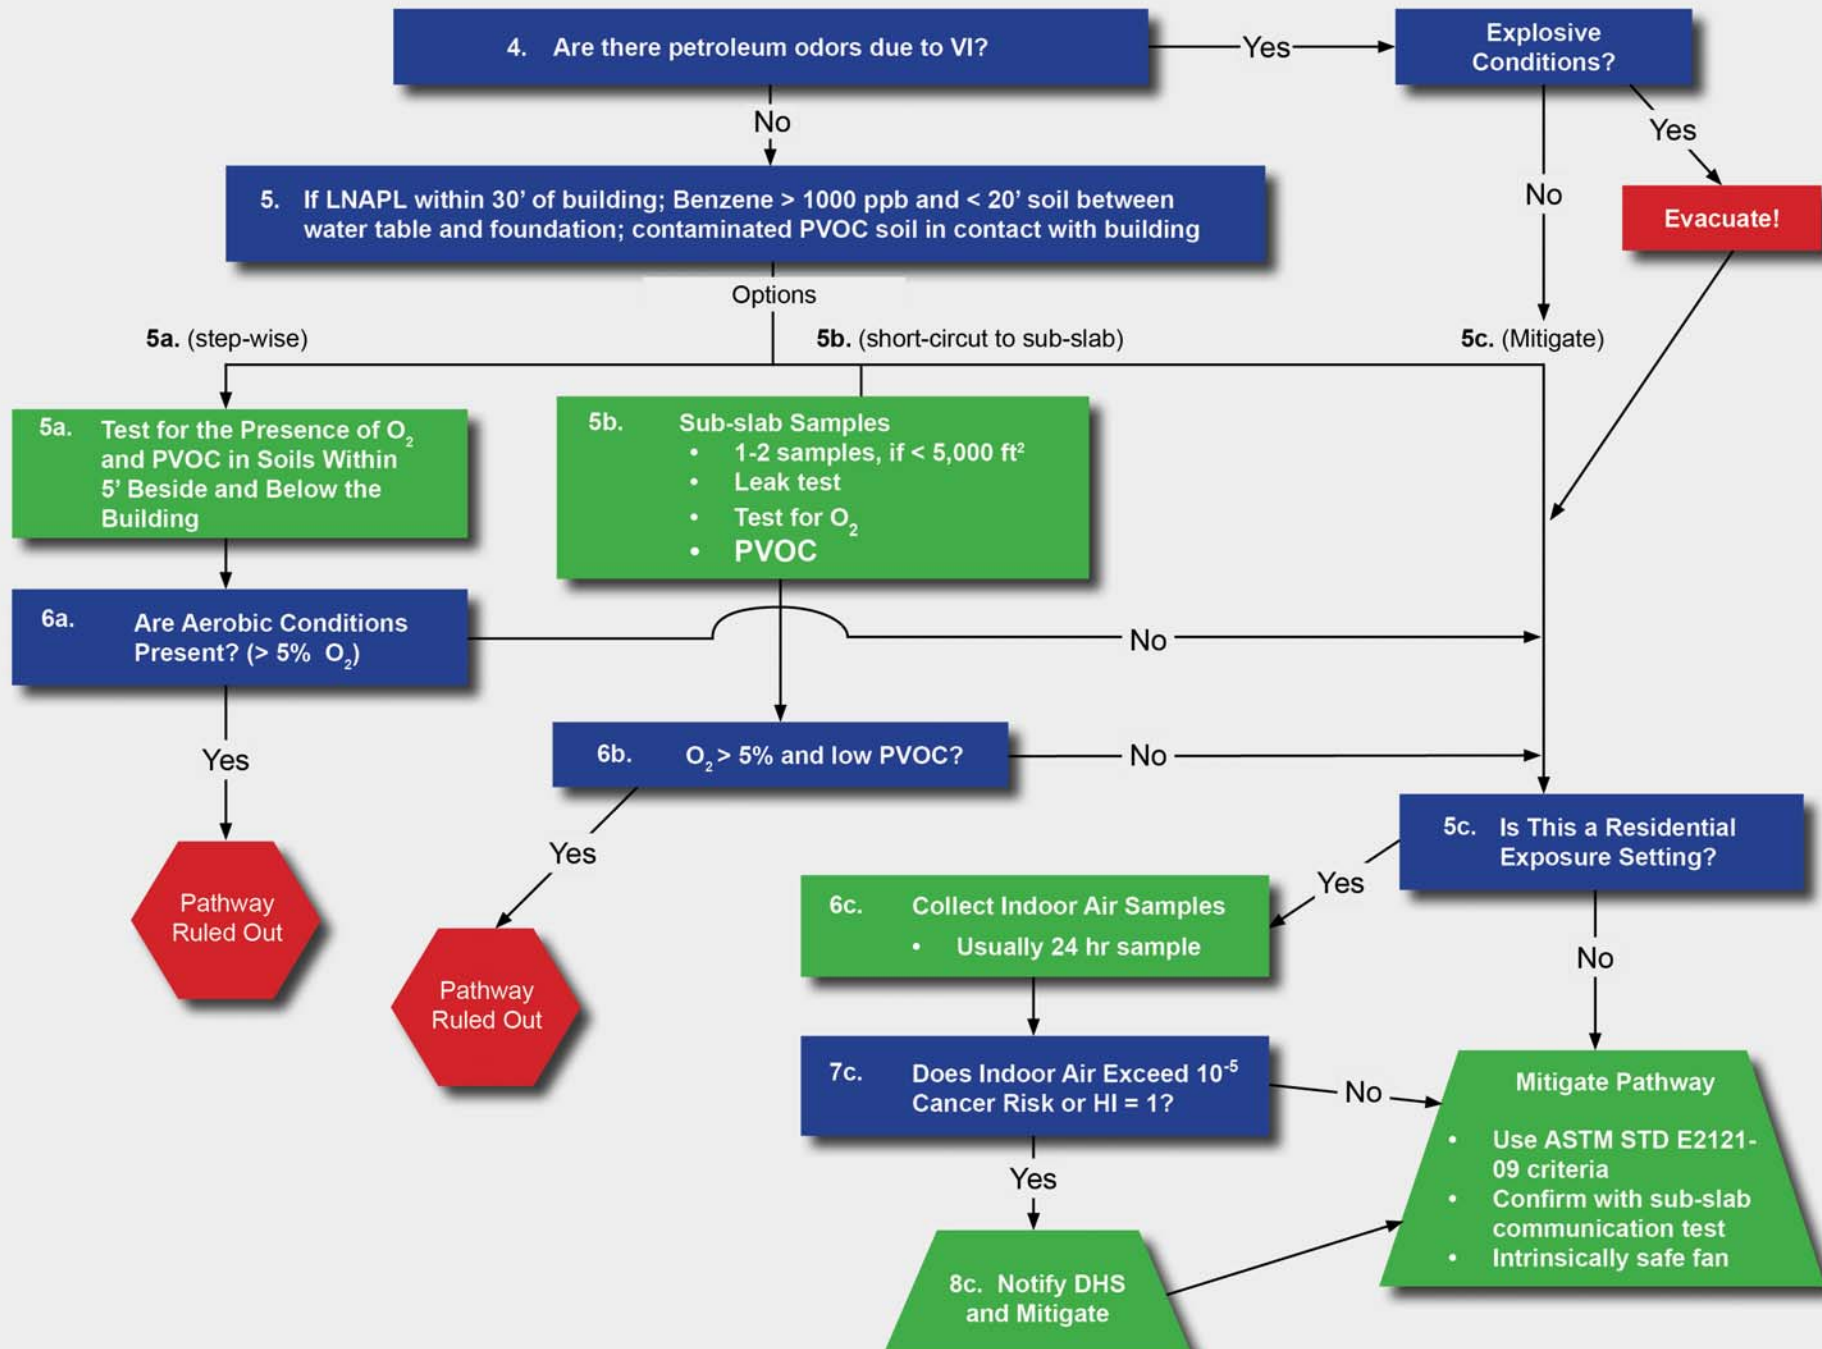 4. Are there petroleum odors due to VI?
Yes
Explosive
Conditions?
No
Yes
No
5. If LNAPL within 30’ of building; Benzene > 1000 ppb and < 20’ soil between
water table and foundation; contaminated PVOC soil in contact with building
Evacuate!
Options
5a. (step-wise)
5b. (short-circut to sub-slab)
5c. (Mitigate)
5a. Test for the Presence of O₂
and PVOC in Soils Within
5’ Beside and Below the
Building
5b. Sub-slab Samples
• 1-2 samples, if < 5,000 ft²
• Leak test
• Test for O₂
• PVOC
6a. Are Aerobic Conditions
Present? (> 5% O₂)
No
Yes
6b. O₂ > 5% and low PVOC?
No
Yes
5c. Is This a Residential
Exposure Setting?
Yes
No
Pathway
Ruled Out
Pathway
Ruled Out
6c. Collect Indoor Air Samples
• Usually 24 hr sample
7c. Does Indoor Air Exceed 10⁻⁵
Cancer Risk or HI = 1?
No
Yes
Mitigate Pathway
• Use ASTM STD E2121-
09 criteria
• Confirm with sub-slab
communication test
• Intrinsically safe fan
8c. Notify DHS
and Mitigate